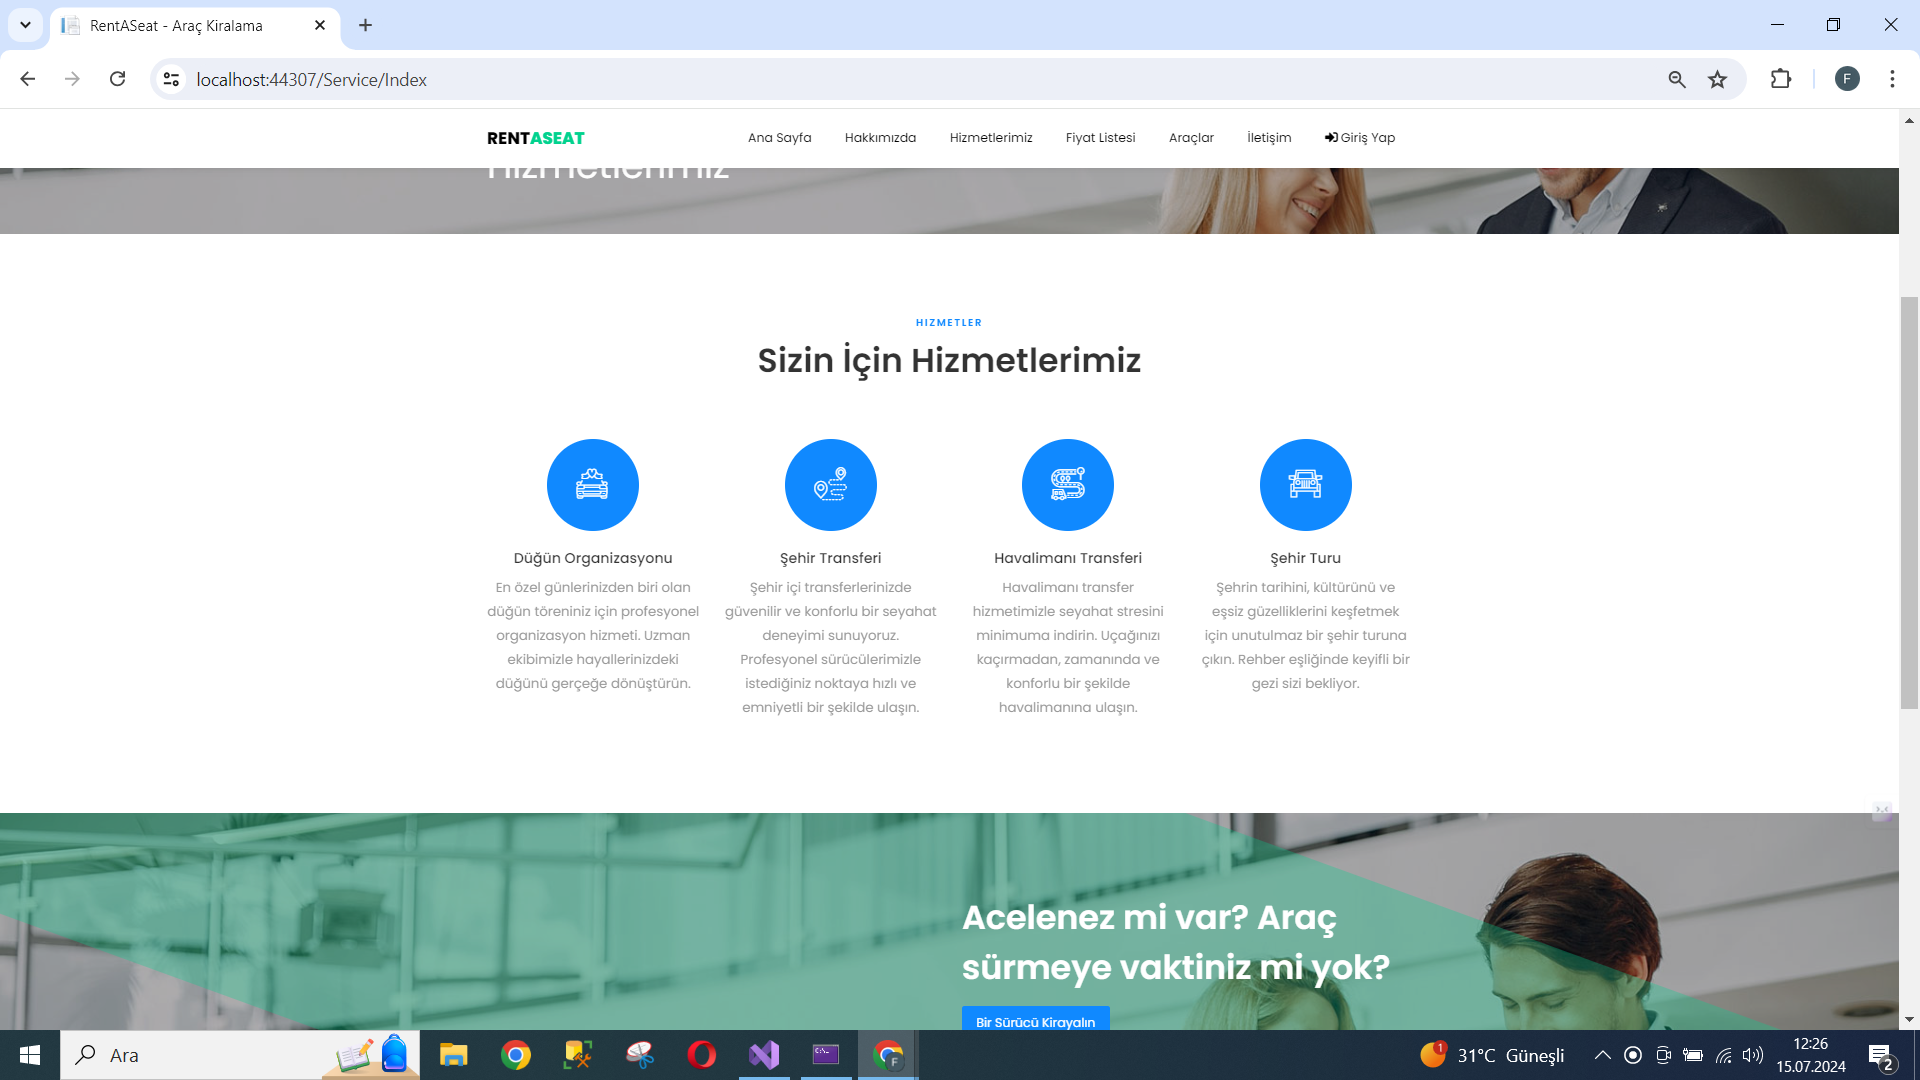 RentASeat - Araç Kiralama
localhost:44307/Service/Index
F
RENTASEAT
Ana Sayfa
Hakkımızda
Hizmetlerimiz
Fiyat Listesi
Araçlar
İletişim
Giriş Yap
Hizmetlerimiz
HIZMETLER
Sizin İçin Hizmetlerimiz
Düğün Organizasyonu
En özel günlerinizden biri olan
düğün töreniniz için profesyonel
organizasyon hizmeti. Uzman
ekibimizle hayallerinizdeki
düğünü gerçeğe dönüştürün.
Şehir Transferi
Şehir içi transferlerinizde
güvenilir ve konforlu bir seyahat
deneyimi sunuyoruz.
Profesyonel sürücülerimizle
istediğiniz noktaya hızlı ve
emniyetli bir şekilde ulaşın.
Havalimanı Transferi
Havalimanı transfer
hizmetimizle seyahat stresini
minimuma indirin. Uçağınızı
kaçırmadan, zamanında ve
konforlu bir şekilde
havalimanına ulaşın.
Şehir Turu
Şehrin tarihini, kültürünü ve
eşsiz güzelliklerini keşfetmek
için unutulmaz bir şehir turuna
çıkın. Rehber eşliğinde keyifli bir
gezi sizi bekliyor.
Acelenez mi var? Araç
sürmeye vaktiniz mi yok?
Bir Sürücü Kirayalın
Ara
F
1
31°C Güneşli
12:26
15.07.2024
2